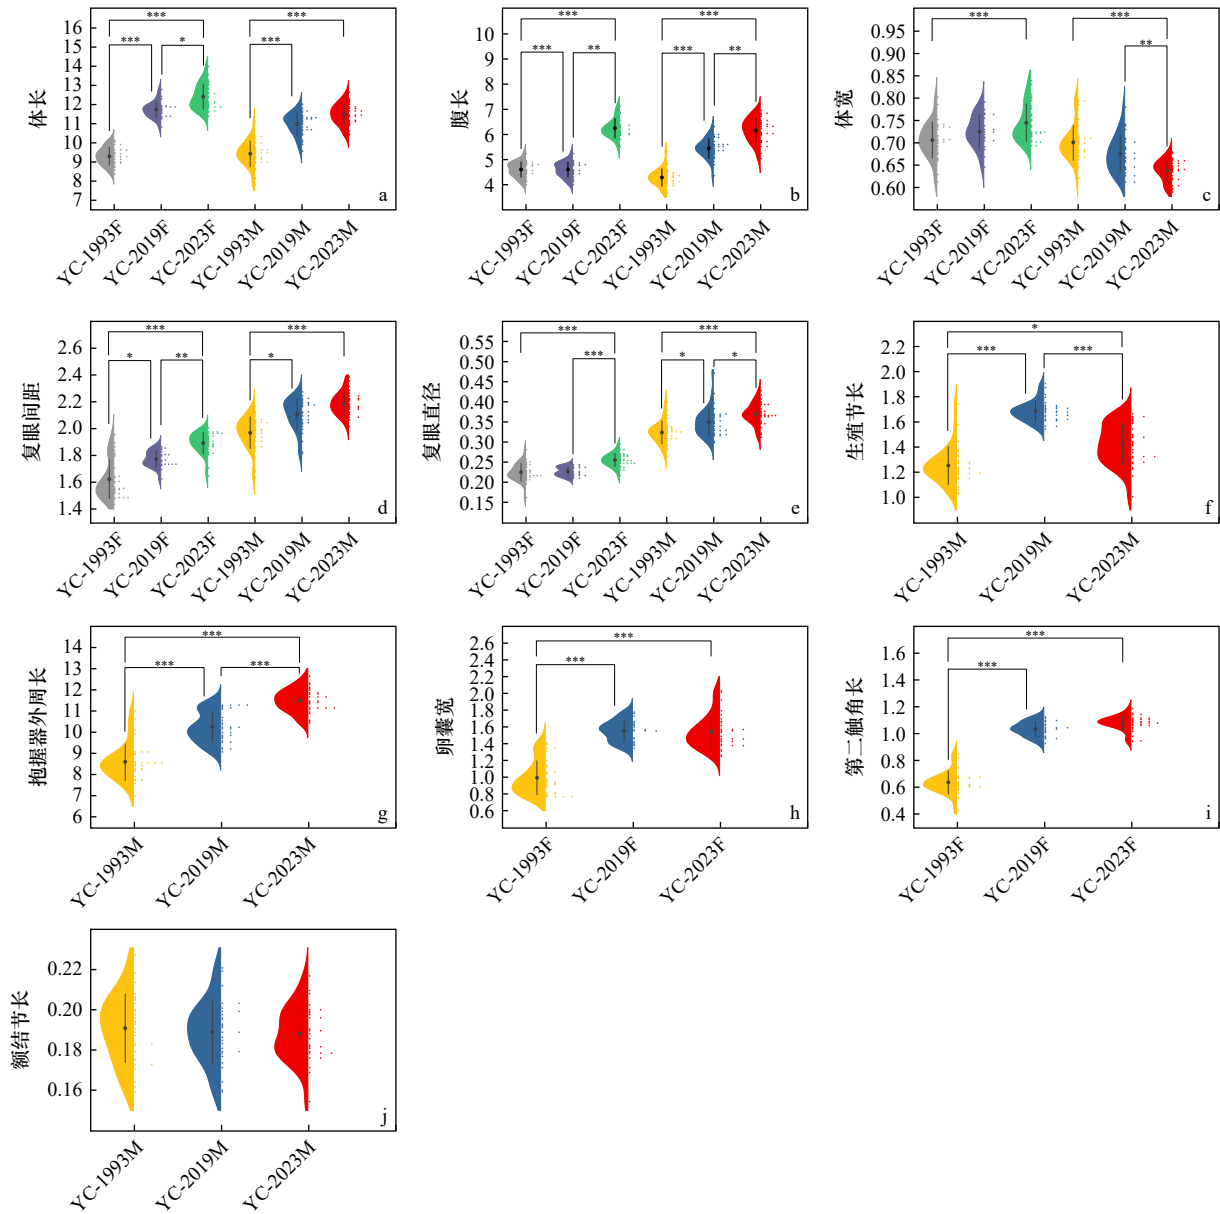 体长
16
15
14
13
12
11
10
9
8
7
***
***
*
***
***
a
YC-1993F
YC-2019F
YC-2023F
YC-1993M
YC-2019M
YC-2023M
腹长
10
9
8
7
6
5
4
***
***
**
***
***
**
b
YC-1993F
YC-2019F
YC-2023F
YC-1993M
YC-2019M
YC-2023M
体宽
0.95
0.90
0.85
0.80
0.75
0.70
0.65
0.60
***
***
**
c
YC-1993F
YC-2019F
YC-2023F
YC-1993M
YC-2019M
YC-2023M
复眼间距
2.6
2.4
2.2
2.0
1.8
1.6
1.4
***
*
**
***
*
d
YC-1993F
YC-2019F
YC-2023F
YC-1993M
YC-2019M
YC-2023M
复眼直径
0.55
0.50
0.45
0.40
0.35
0.30
0.25
0.20
0.15
***
***
***
*
*
e
YC-1993F
YC-2019F
YC-2023F
YC-1993M
YC-2019M
YC-2023M
生殖节长
2.2
2.0
1.8
1.6
1.4
1.2
1.0
*
***
***
f
YC-1993M
YC-2019M
YC-2023M
抱握器外周长
14
13
12
11
10
9
8
7
6
***
***
***
g
YC-1993M
YC-2019M
YC-2023M
卵囊宽
2.6
2.4
2.2
2.0
1.8
1.6
1.4
1.2
1.0
0.8
0.6
***
***
h
YC-1993F
YC-2019F
YC-2023F
第二触角长
1.6
1.4
1.2
1.0
0.8
0.6
0.4
***
***
i
YC-1993F
YC-2019F
YC-2023F
额结节长
0.22
0.20
0.18
0.16
j
YC-1993M
YC-2019M
YC-2023M